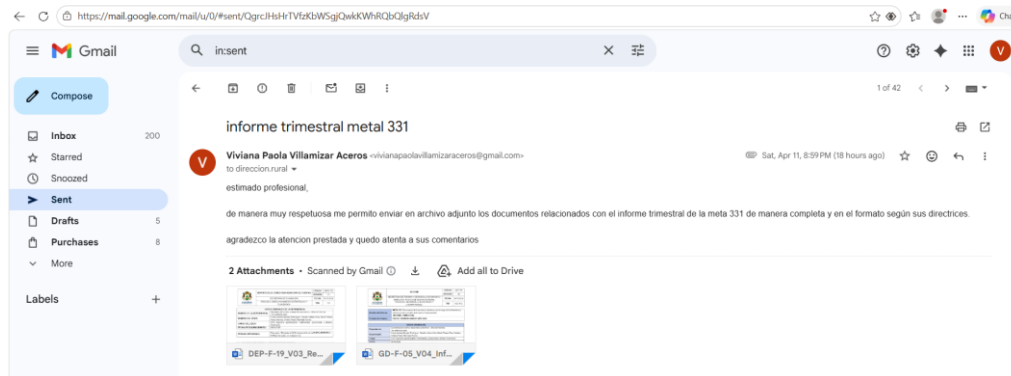 https://mail.google.com/mail/u/0/#sent/QgrcJHsHrTVfzKbWSgjQwkKWhRQbQlgRdsV
Gmail
in:sent
V
Compose
1 of 42
Inbox 200
Starred
Snoozed
Sent
Drafts 5
Purchases 8
More
Labels
informe trimestral metal 331
V
Viviana Paola Villamizar Aceros <vivianapaolavillamizaraceros@gmail.com>
Sat, Apr 11, 8:59 PM (18 hours ago)
to direccion.rural
estimado profesional,
de manera muy respetuosa me permito enviar en archivo adjunto los documentos relacionados con el informe trimestral de la meta 331 de manera completa y en el formato según sus directrices.
agradezco la atencion prestada y quedo atenta a sus comentarios
2 Attachments • Scanned by Gmail
Add all to Drive
DEP-F-19_V03_Re...
GD-F-05_V04_Inf...